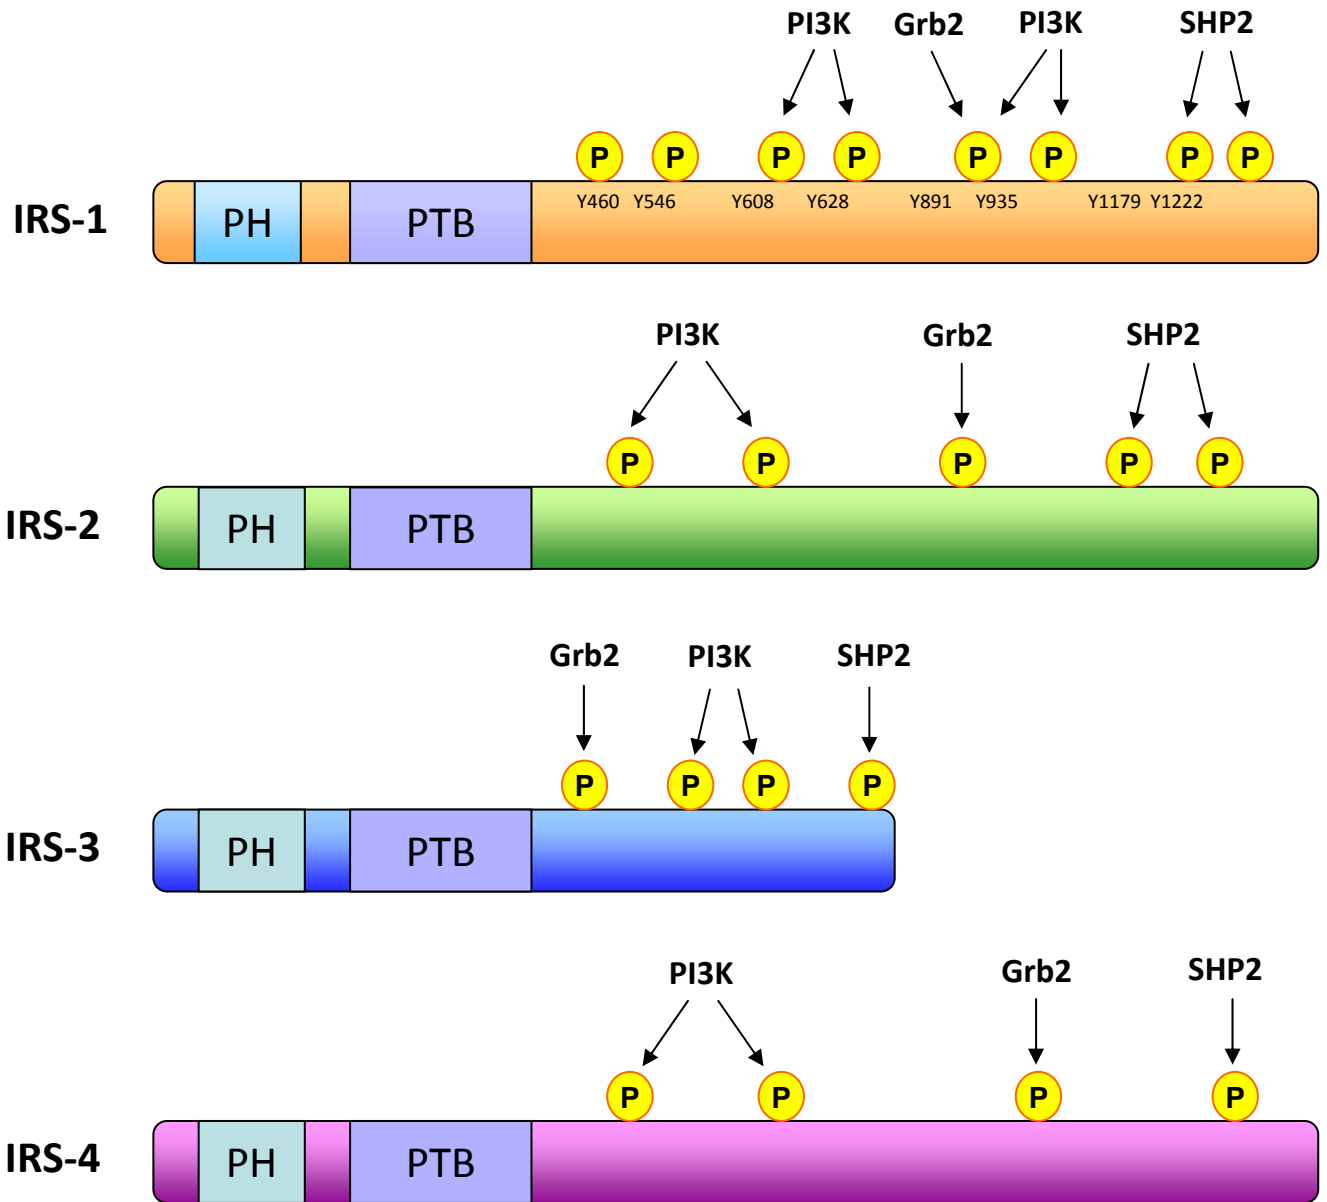 PI3K Grb2 PI3K SHP2
P P P P P P P P
Y460 Y546 Y608 Y628 Y891 Y935 Y1179 Y1222
IRS-1 PH PTB
PI3K Grb2 SHP2
P P P P P
IRS-2 PH PTB
Grb2 PI3K SHP2
P P P P
IRS-3 PH PTB
PI3K Grb2 SHP2
P P P P
IRS-4 PH PTB